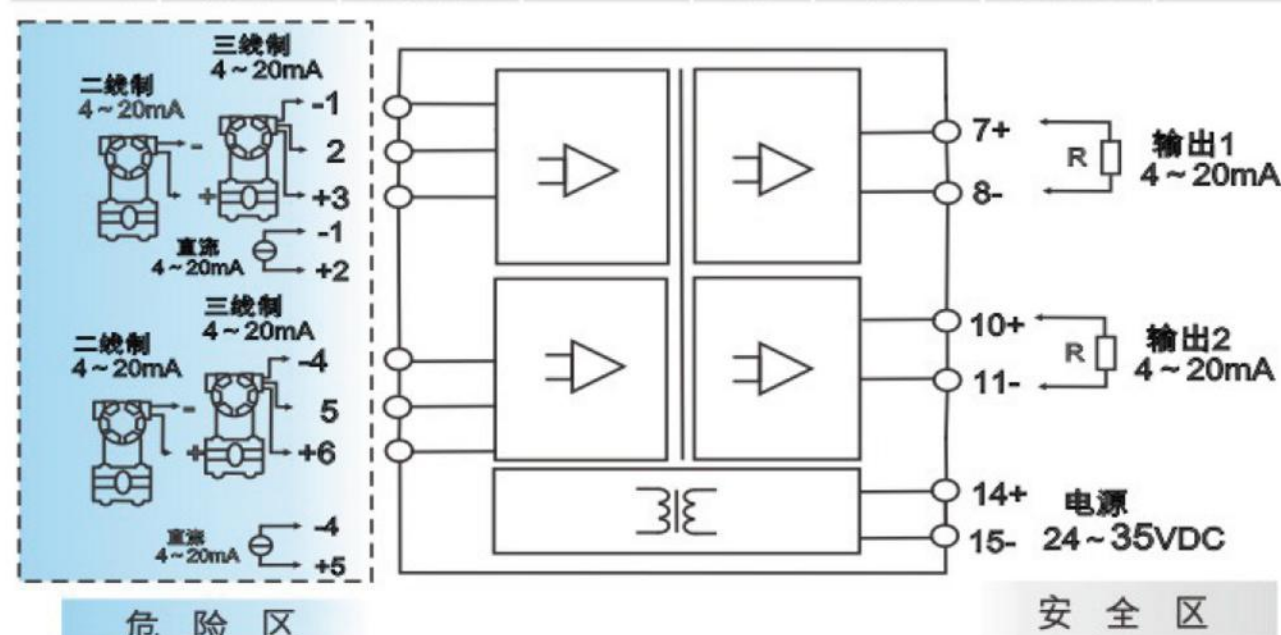 三线制
4～20mA
二线制
4～20mA
-1
-
2
+
+3
-1
直流
4～20mA
+2
三线制
4～20mA
二线制
4～20mA
-4
-
5
+
+6
-4
直流
4～20mA
+5
7+
R
输出1
4～20mA
8-
10+
R
输出2
4～20mA
11-
14+
电源
15-
24～35VDC
危险区
安全区